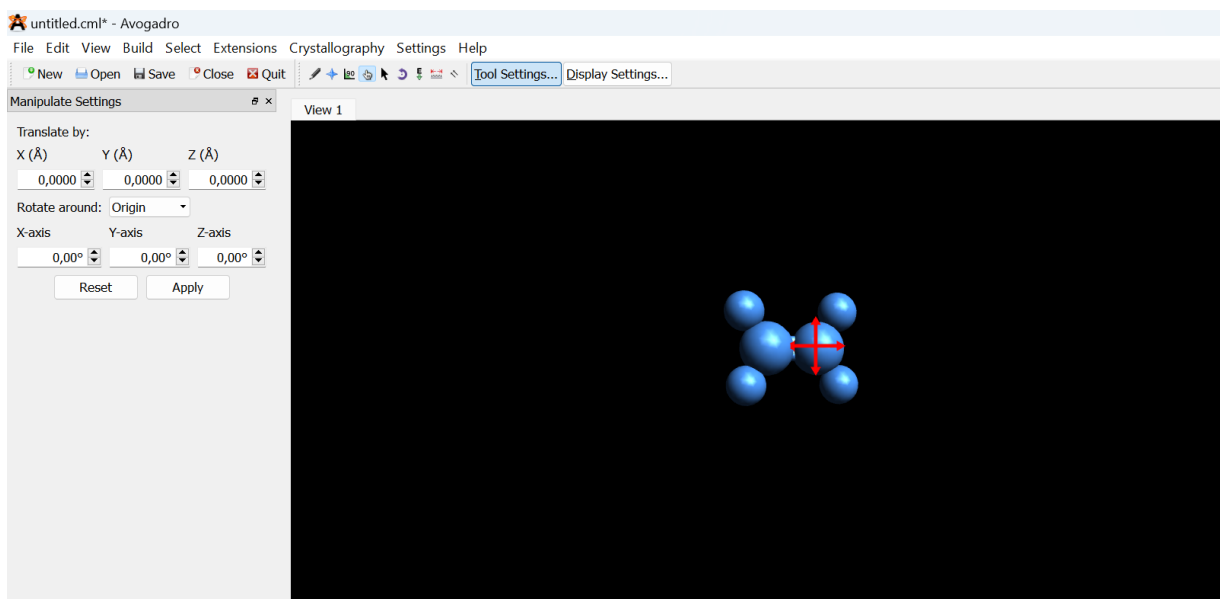 untitled.cml* - Avogadro
File Edit View Build Select Extensions Crystallography Settings Help
New Open Save Close Quit Tool Settings... Display Settings...
Manipulate Settings
View 1
Translate by:
X (Å) Y (Å) Z (Å)
0,0000 0,0000 0,0000
Rotate around: Origin
X-axis Y-axis Z-axis
0,00° 0,00° 0,00°
Reset Apply